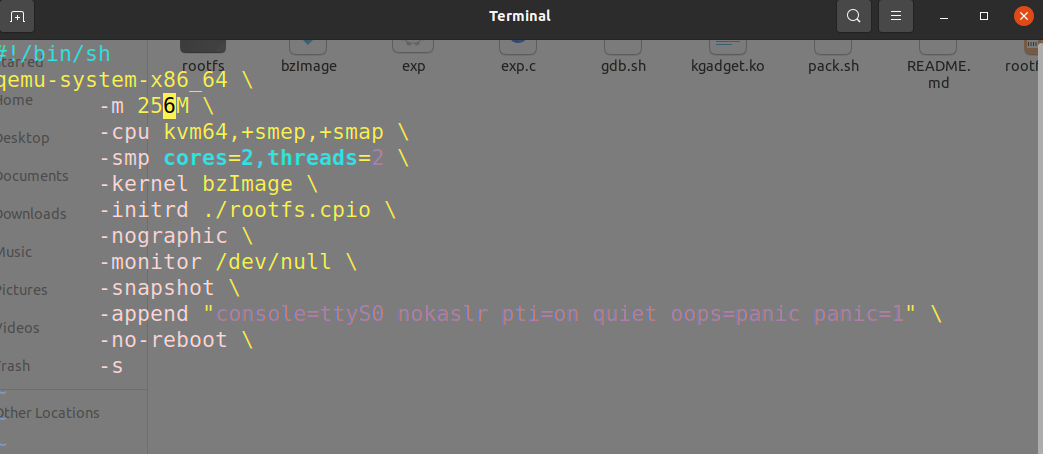 Terminal
#!/bin/sh
qemu-system-x86_64 \
-m 256M \
-cpu kvm64,+smep,+smap \
-smp cores=2,threads=2 \
-kernel bzImage \
-initrd ./rootfs.cpio \
-nographic \
-monitor /dev/null \
-snapshot \
-append "console=ttyS0 nokaslr pti=on quiet oops=panic panic=1" \
-no-reboot \
-s
rootfs bzImage exp exp.c gdb.sh kgadget.ko pack.sh README.
md
tarred
Home
Desktop
Documents
Downloads
Music
Pictures
Videos
Trash
Other Locations